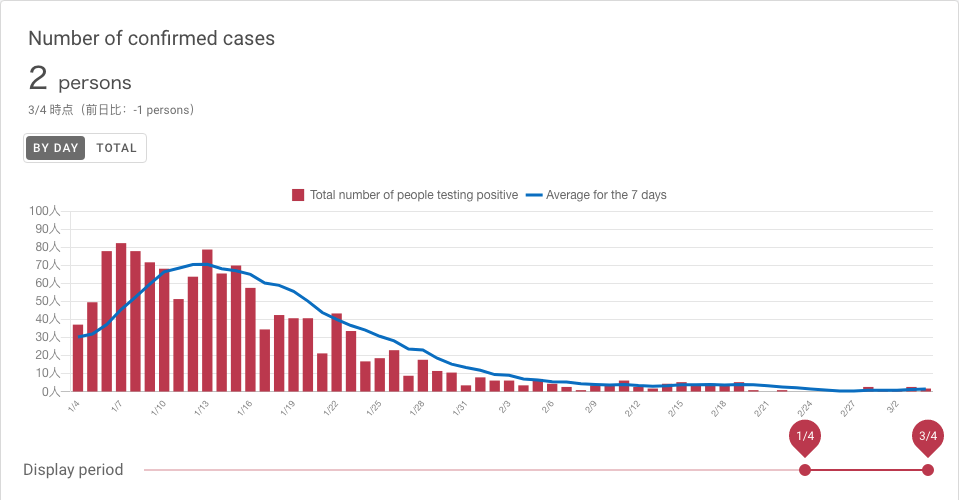 Number of confirmed cases
2 persons
3/4 時点（前日比：-1 persons）
BY DAY TOTAL
Total number of people testing positive Average for the 7 days
100人
90人
80人
70人
60人
50人
40人
30人
20人
10人
0人
1/4 1/7 1/10 1/13 1/16 1/19 1/22 1/25 1/28 1/31 2/3 2/6 2/9 2/12 2/15 2/18 2/21 2/24 2/27 3/2
1/4 3/4
Display period